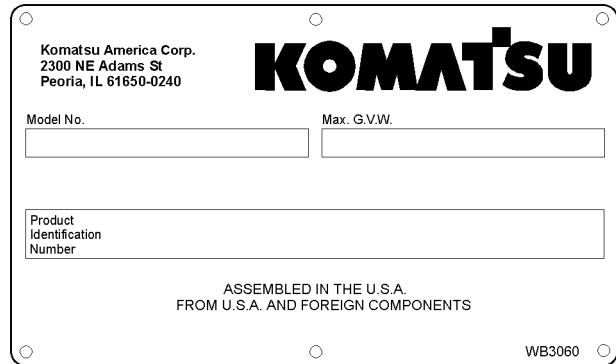 Komatsu America Corp.
2300 NE Adams St
Peoria, IL 61650-0240
KOMATSU
Model No.
Max. G.V.W.
Product
Identification
Number
ASSEMBLED IN THE U.S.A.
FROM U.S.A. AND FOREIGN COMPONENTS
WB3060